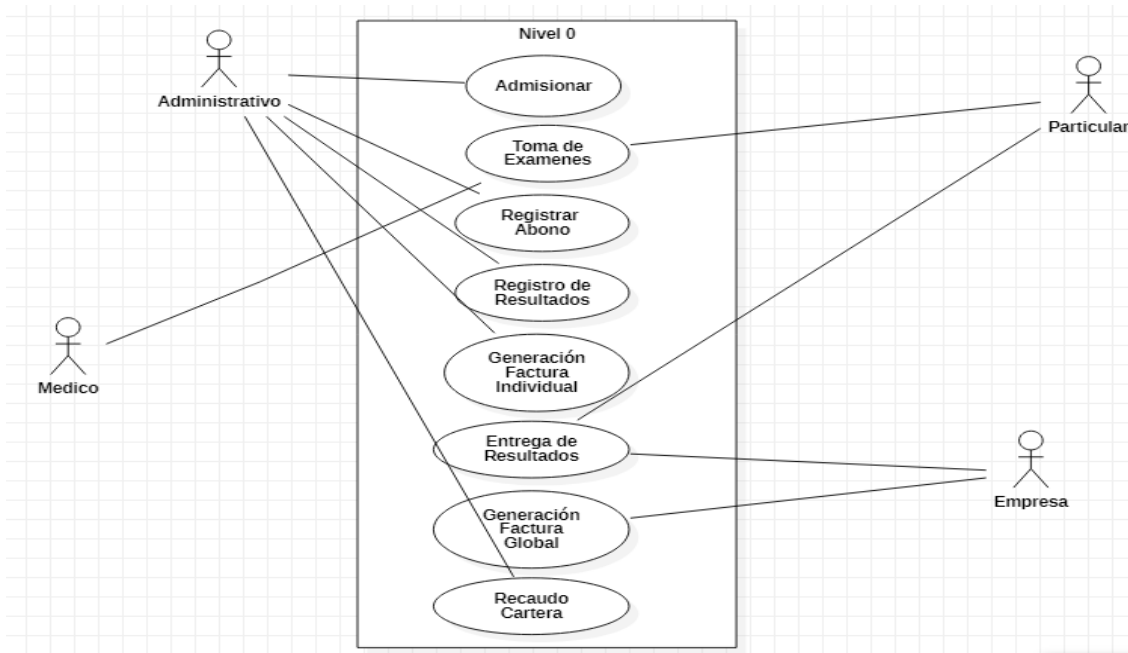 Nivel 0
Administrativo
Admisionar
Particular
Toma de
Examenes
Registrar
Abono
Registro de
Resultados
Medico
Generación
Factura
Individual
Entrega de
Resultados
Empresa
Generación
Factura
Global
Recaudo
Cartera